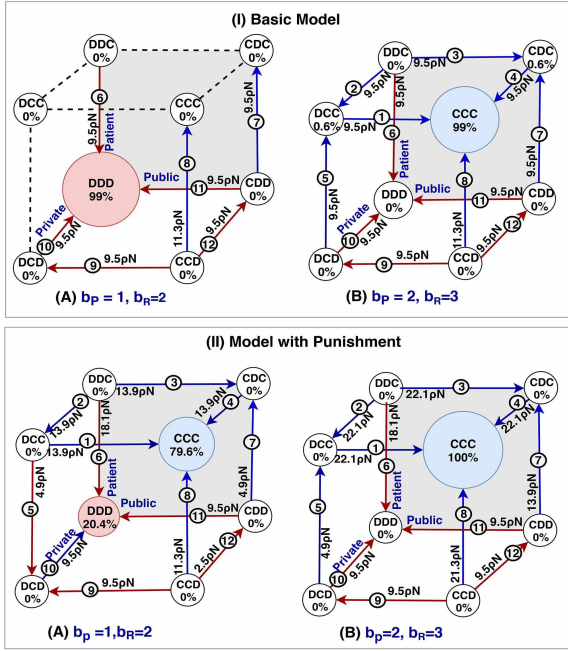 (I) Basic Model
DDC
0%
CDC
0%
DCC
0%
CCC
0%
6
9.5ρN
Patient
7
9.5ρN
8
DDD
99%
Public
9.5ρN
11
CDD
0%
Private
10
9.5ρN
11.3ρN
9.5ρN
12
DCD
0%
9
9.5ρN
CCD
0%
(A) bP = 1, bR=2
DDC
0%
3
9.5ρN
CDC
0.6%
2
9.5ρN
4
9.5ρN
DCC
0.6%
1
9.5ρN
CCC
99%
9.5ρN
6
Patient
7
9.5ρN
5
9.5ρN
8
Public
DDD
0%
9.5ρN
11
CDD
0%
Private
10
9.5ρN
11.3ρN
9.5ρN
12
DCD
0%
9
9.5ρN
CCD
0%
(B) bP = 2, bR=3
(II) Model with Punishment
DDC
0%
3
13.9ρN
CDC
0%
2
13.9ρN
4
13.9ρN
18.1ρN
DCC
0%
1
13.9ρN
CCC
79.6%
6
Patient
7
4.9ρN
5
4.9ρN
8
DDD
20.4%
Public
9.5ρN
11
CDD
0%
Private
10
9.5ρN
11.3ρN
2.5ρN
12
DCD
0%
9
9.5ρN
CCD
0%
(A) bp =1,bR=2
DDC
0%
3
22.1ρN
CDC
0%
2
22.1ρN
4
22.1ρN
18.1ρN
DCC
0%
1
22.1ρN
CCC
100%
6
Patient
7
13.9ρN
5
4.9ρN
8
DDD
0%
Public
9.5ρN
11
CDD
0%
Private
10
9.5ρN
21.3ρN
9.5ρN
12
DCD
0%
9
9.5ρN
CCD
0%
(B) bp=2, bR=3